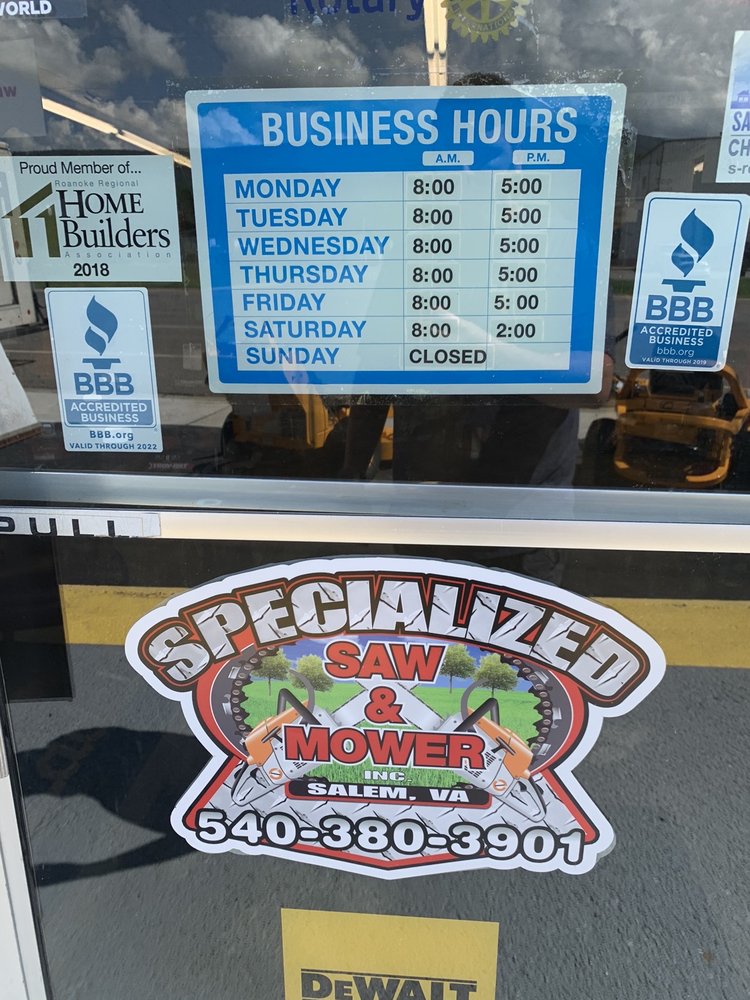 WORLD
Rotary
BUSINESS HOURS
A.M. P.M.
MONDAY 8:00 5:00
TUESDAY 8:00 5:00
WEDNESDAY 8:00 5:00
THURSDAY 8:00 5:00
FRIDAY 8:00 5:00
SATURDAY 8:00 2:00
SUNDAY CLOSED
Proud Member of...
Roanoke Regional
HOME
Builders
Association
2018
BBB
ACCREDITED
BUSINESS
BBB.org
VALID THROUGH 2022
SA
CH
s-r
BBB
ACCREDITED
BUSINESS
bbb.org
VALID THROUGH 2019
PULL
SPECIALIZED
SAW
&
MOWER
INC.
SALEM, VA
540-380-3901
DEWALT